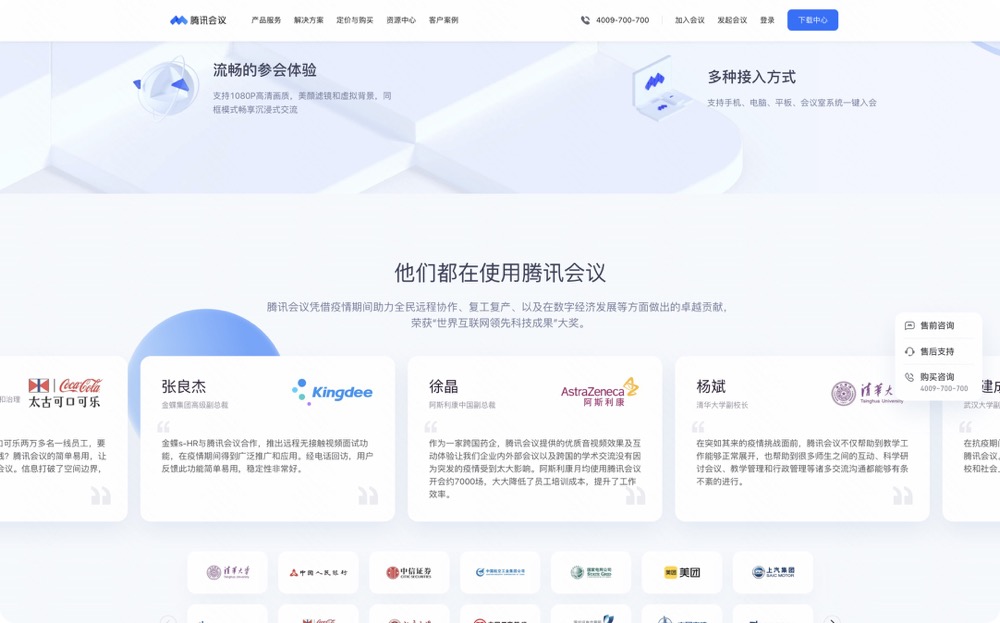 腾讯会议 产品服务 解决方案 定价与购买 资源中心 客户案例 4009-700-700 加入会议 发起会议 登录 下载中心
流畅的参会体验
支持1080P高清画质，美颜滤镜和虚拟背景，同
框模式畅享沉浸式交流
多种接入方式
支持手机、电脑、平板、会议室系统一键入会
他们都在使用腾讯会议
腾讯会议凭借疫情期间助力全民远程协作、复工复产、以及在数字经济发展等方面做出的卓越贡献，
荣获“世界互联网领先科技成果”大奖。
售前咨询
售后支持
购买咨询
4009-700-700
Coca-Cola
太古可口可乐
和治理
口可乐两万多名一线员工，要
戋？腾讯会议的简单易用，让
会议。信息打破了空间边界，
张良杰
金蝶集团高级副总裁
Kingdee
金蝶s-HR与腾讯会议合作，推出远程无接触视频面试功
能，在疫情期间得到广泛推广和应用。经电话回访，用户
反馈此功能简单易用，稳定性非常好。
徐晶
阿斯利康中国副总裁
AstraZeneca
阿斯利康
作为一家跨国药企，腾讯会议提供的优质音视频效果及互
动体验让我们企业内外部会议以及跨国的学术交流没有因
为突发的疫情受到太大影响。阿斯利康月均使用腾讯会议
开会约7000场，大大降低了员工培训成本，提升了工作
效率。
杨斌
清华大学副校长
清华大
Tsinghua University
在突如其来的疫情挑战面前，腾讯会议不仅帮助到教学工
作能够正常展开，也帮助到很多师生之间的互动、科学研
讨会议、教学管理和行政管理等诸多交流沟通都能够有条
不紊的进行。
建成
武汉大学副
在抗疫期
腾讯会议，
校和社会，
清华大学
Tsinghua University
中国人民银行
中信证券
CITIC SECURITIES
中国航空工业集团公司
国家电网公司
State Grid
美团 美团
上汽集团
SAIC MOTOR